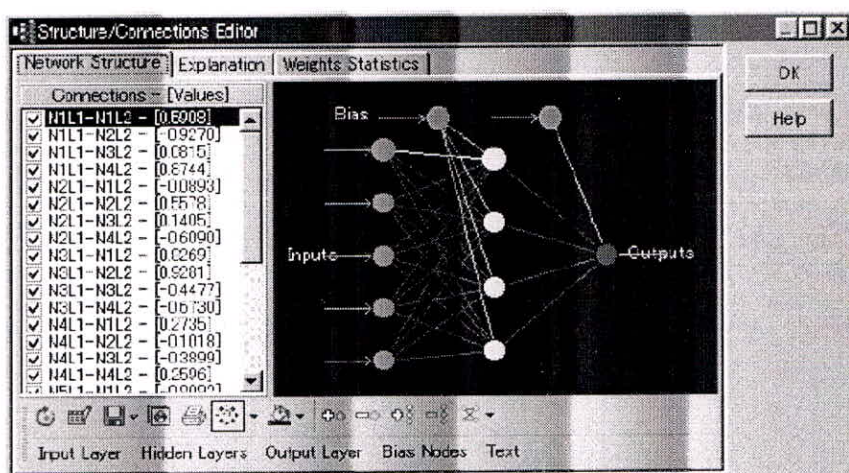 Structure/Connections Editor
Network Structure Explanation Weights Statistics
OK
Help
Connections - [Values]
N1L1-N1L2 - [0.6908]
N1L1-N2L2 - [-0.9270]
N1L1-N3L2 - [0.0815]
N1L1-N4L2 - [0.8744]
N2L1-N1L2 - [-0.0893]
N2L1-N2L2 - [0.5578]
N2L1-N3L2 - [0.1405]
N2L1-N4L2 - [-0.6090]
N3L1-N1L2 - [0.0269]
N3L1-N2L2 - [0.9281]
N3L1-N3L2 - [-0.4477]
N3L1-N4L2 - [-0.6730]
N4L1-N1L2 - [0.2735]
N4L1-N2L2 - [-0.1018]
N4L1-N3L2 - [-0.3899]
N4L1-N4L2 - [0.2596]
Bias
Inputs
Outputs
Input Layer Hidden Layers Output Layer Bias Nodes Text